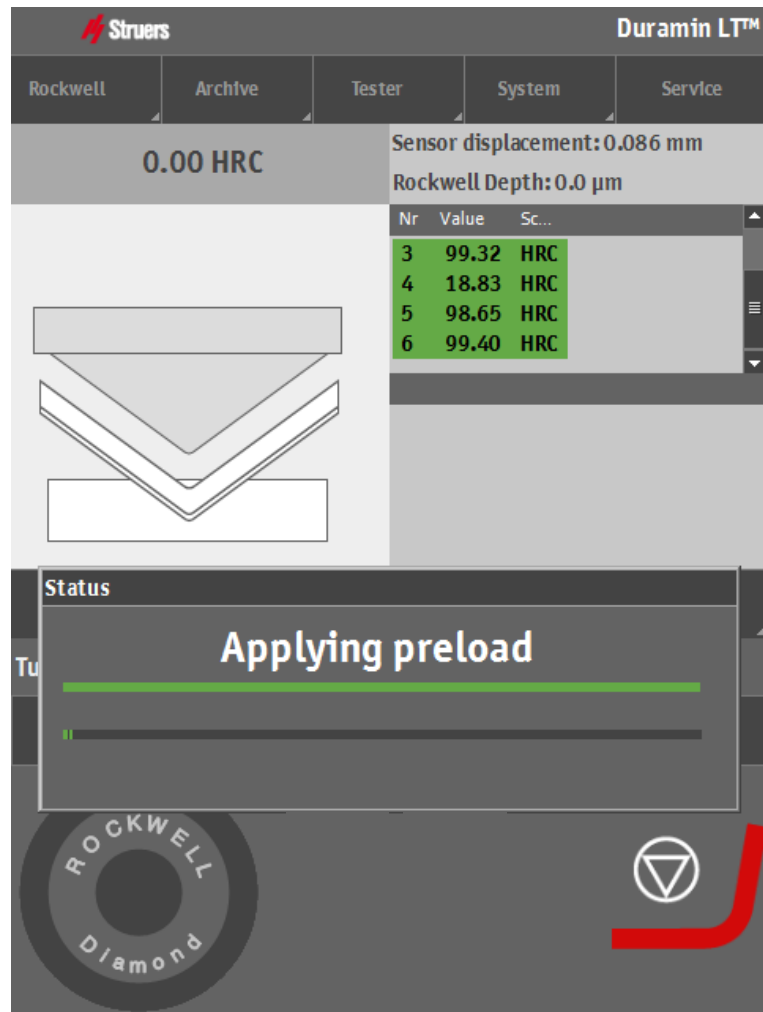 Struers
Duramin LT™
Rockwell Archive Tester System Service
0.00 HRC
Sensor displacement: 0.086 mm
Rockwell Depth: 0.0 µm
Nr Value Sc...
3 99.32 HRC
4 18.83 HRC
5 98.65 HRC
6 99.40 HRC
Status
Applying preload
Tu
ROCKWELL
Diamond